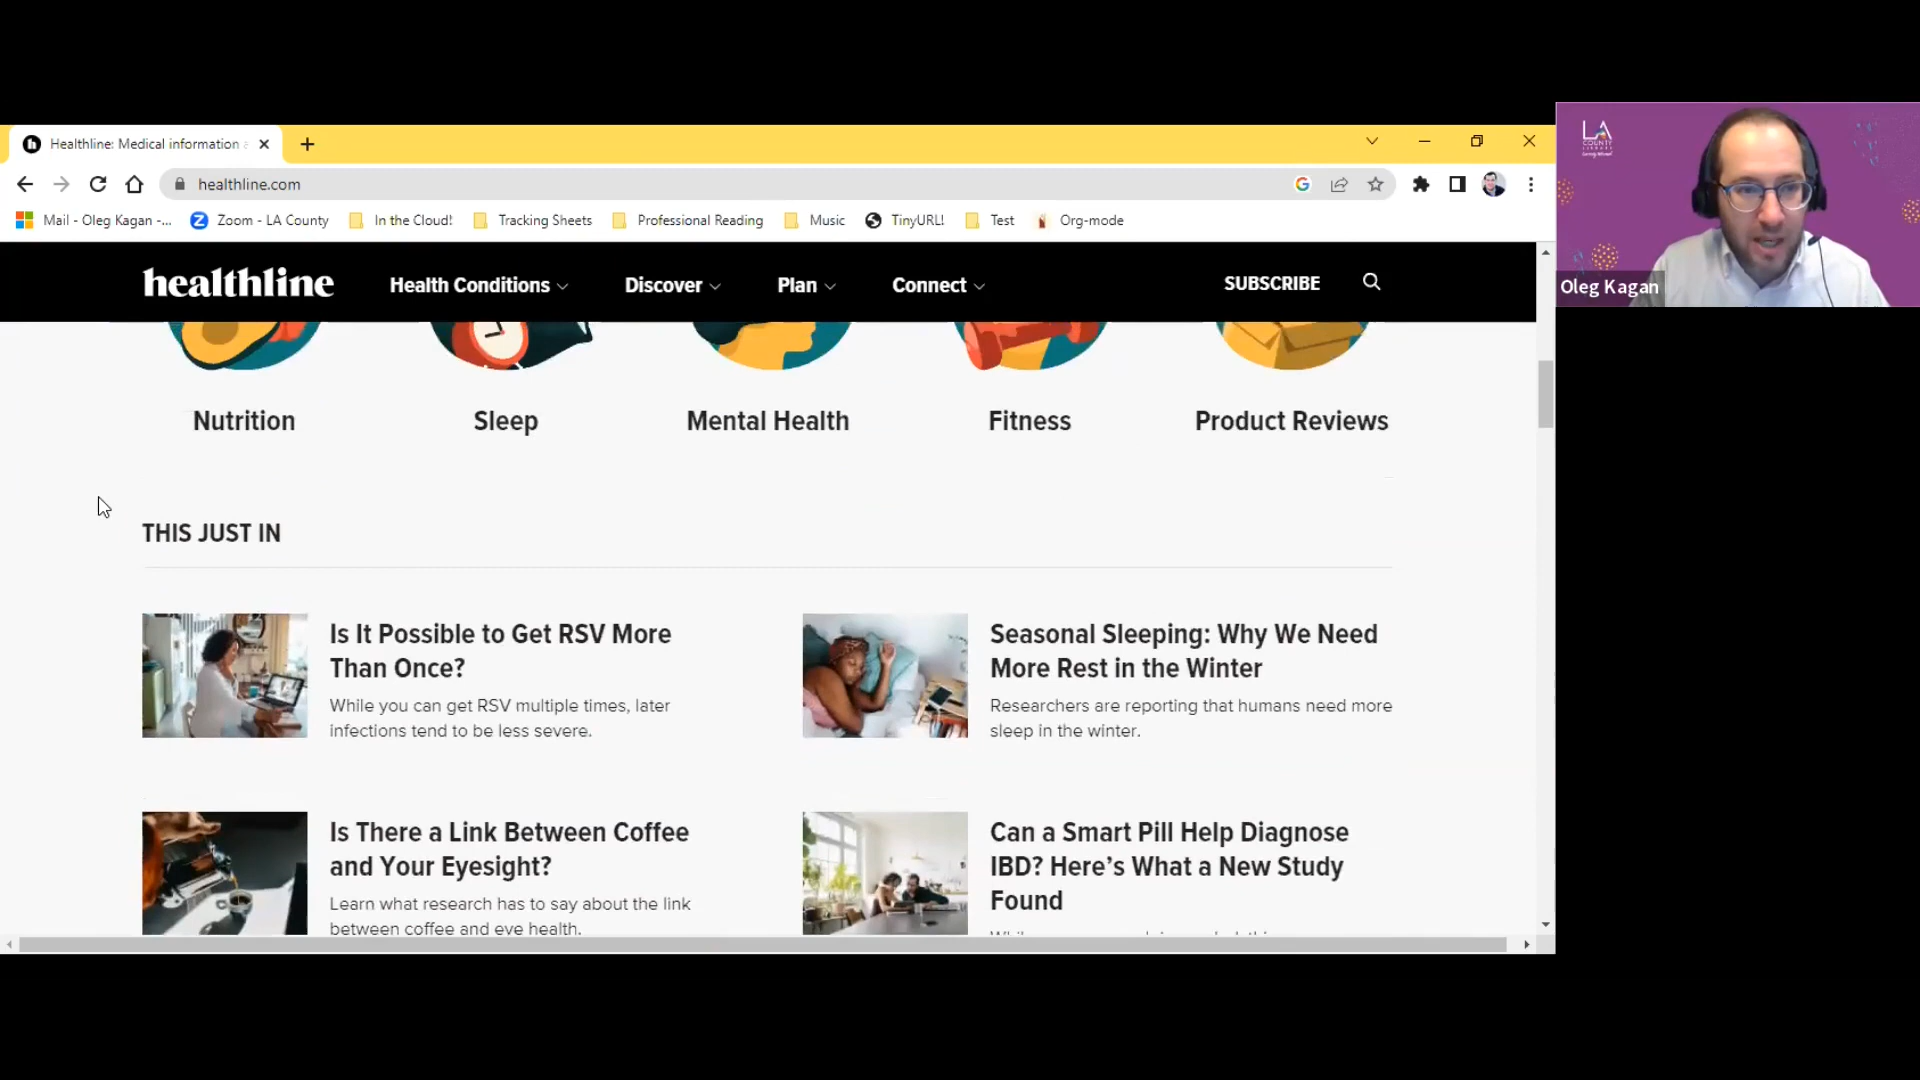 Healthline: Medical information
healthline.com
Mail - Oleg Kagan -...
Zoom - LA County
In the Cloud!
Tracking Sheets
Professional Reading
Music
TinyURL!
Test
Org-mode
LA
COUNTY
LIBRARY
Oleg Kagan
healthline
Health Conditions
Discover
Plan
Connect
SUBSCRIBE
Nutrition
Sleep
Mental Health
Fitness
Product Reviews
THIS JUST IN
Is It Possible to Get RSV More
Than Once?
While you can get RSV multiple times, later
infections tend to be less severe.
Seasonal Sleeping: Why We Need
More Rest in the Winter
Researchers are reporting that humans need more
sleep in the winter.
Is There a Link Between Coffee
and Your Eyesight?
Learn what research has to say about the link
between coffee and eye health.
Can a Smart Pill Help Diagnose
IBD? Here’s What a New Study
Found